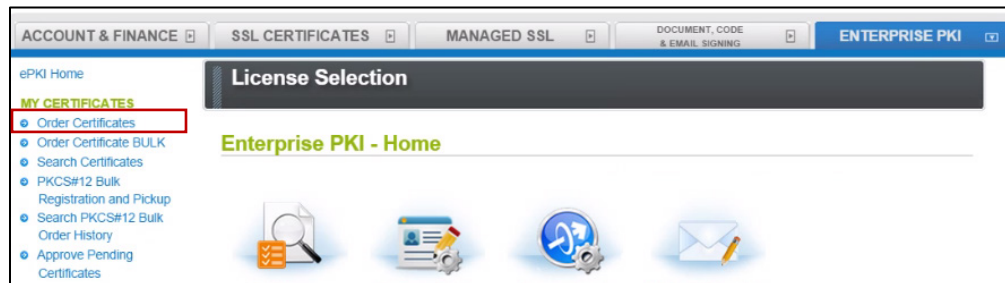 ACCOUNT & FINANCE
SSL CERTIFICATES
MANAGED SSL
DOCUMENT, CODE
& EMAIL SIGNING
ENTERPRISE PKI
ePKI Home
MY CERTIFICATES
Order Certificates
Order Certificate BULK
Search Certificates
PKCS#12 Bulk
Registration and Pickup
Search PKCS#12 Bulk
Order History
Approve Pending
Certificates
License Selection
Enterprise PKI - Home